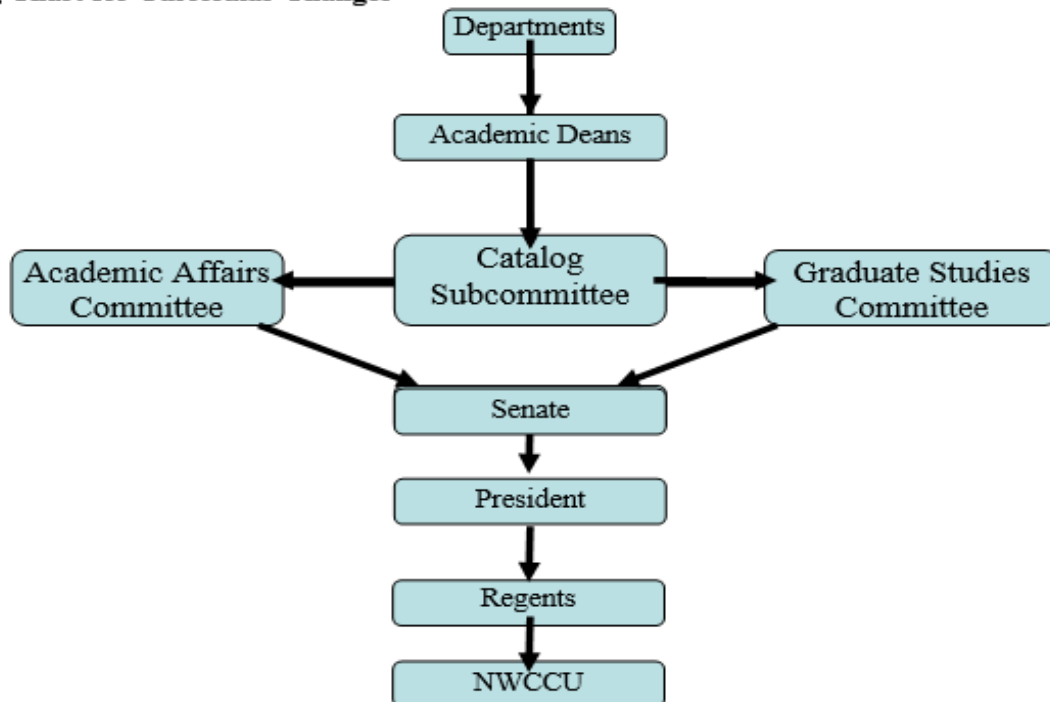 Departments
Academic Deans
Catalog
Subcommittee
Academic Affairs
Committee
Graduate Studies
Committee
Senate
President
Regents
NWCCU